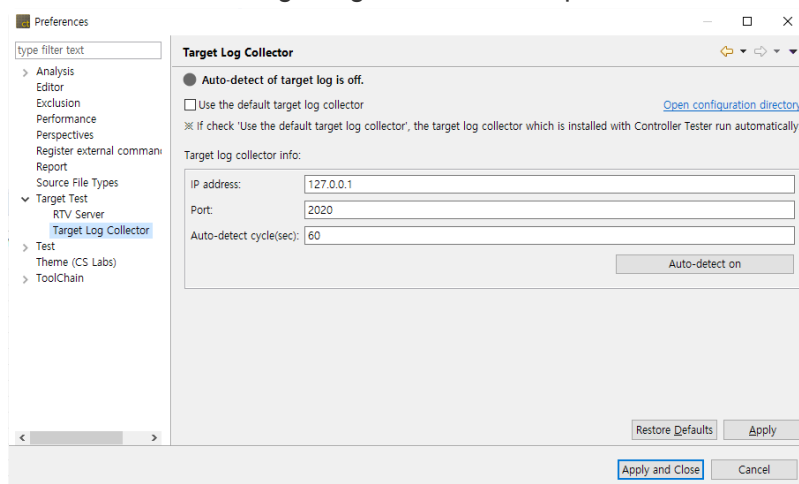 ct Preferences
type filter text
Analysis
Editor
Exclusion
Performance
Perspectives
Register external comman
Report
Source File Types
Target Test
RTV Server
Target Log Collector
Test
Theme (CS Labs)
ToolChain
Target Log Collector
Auto-detect of target log is off.
Use the default target log collector Open configuration directory
※ If check 'Use the default target log collector', the target log collector which is installed with Controller Tester run automatically
Target log collector info:
IP address: 127.0.0.1
Port: 2020
Auto-detect cycle(sec): 60
Auto-detect on
Restore Defaults Apply
Apply and Close Cancel